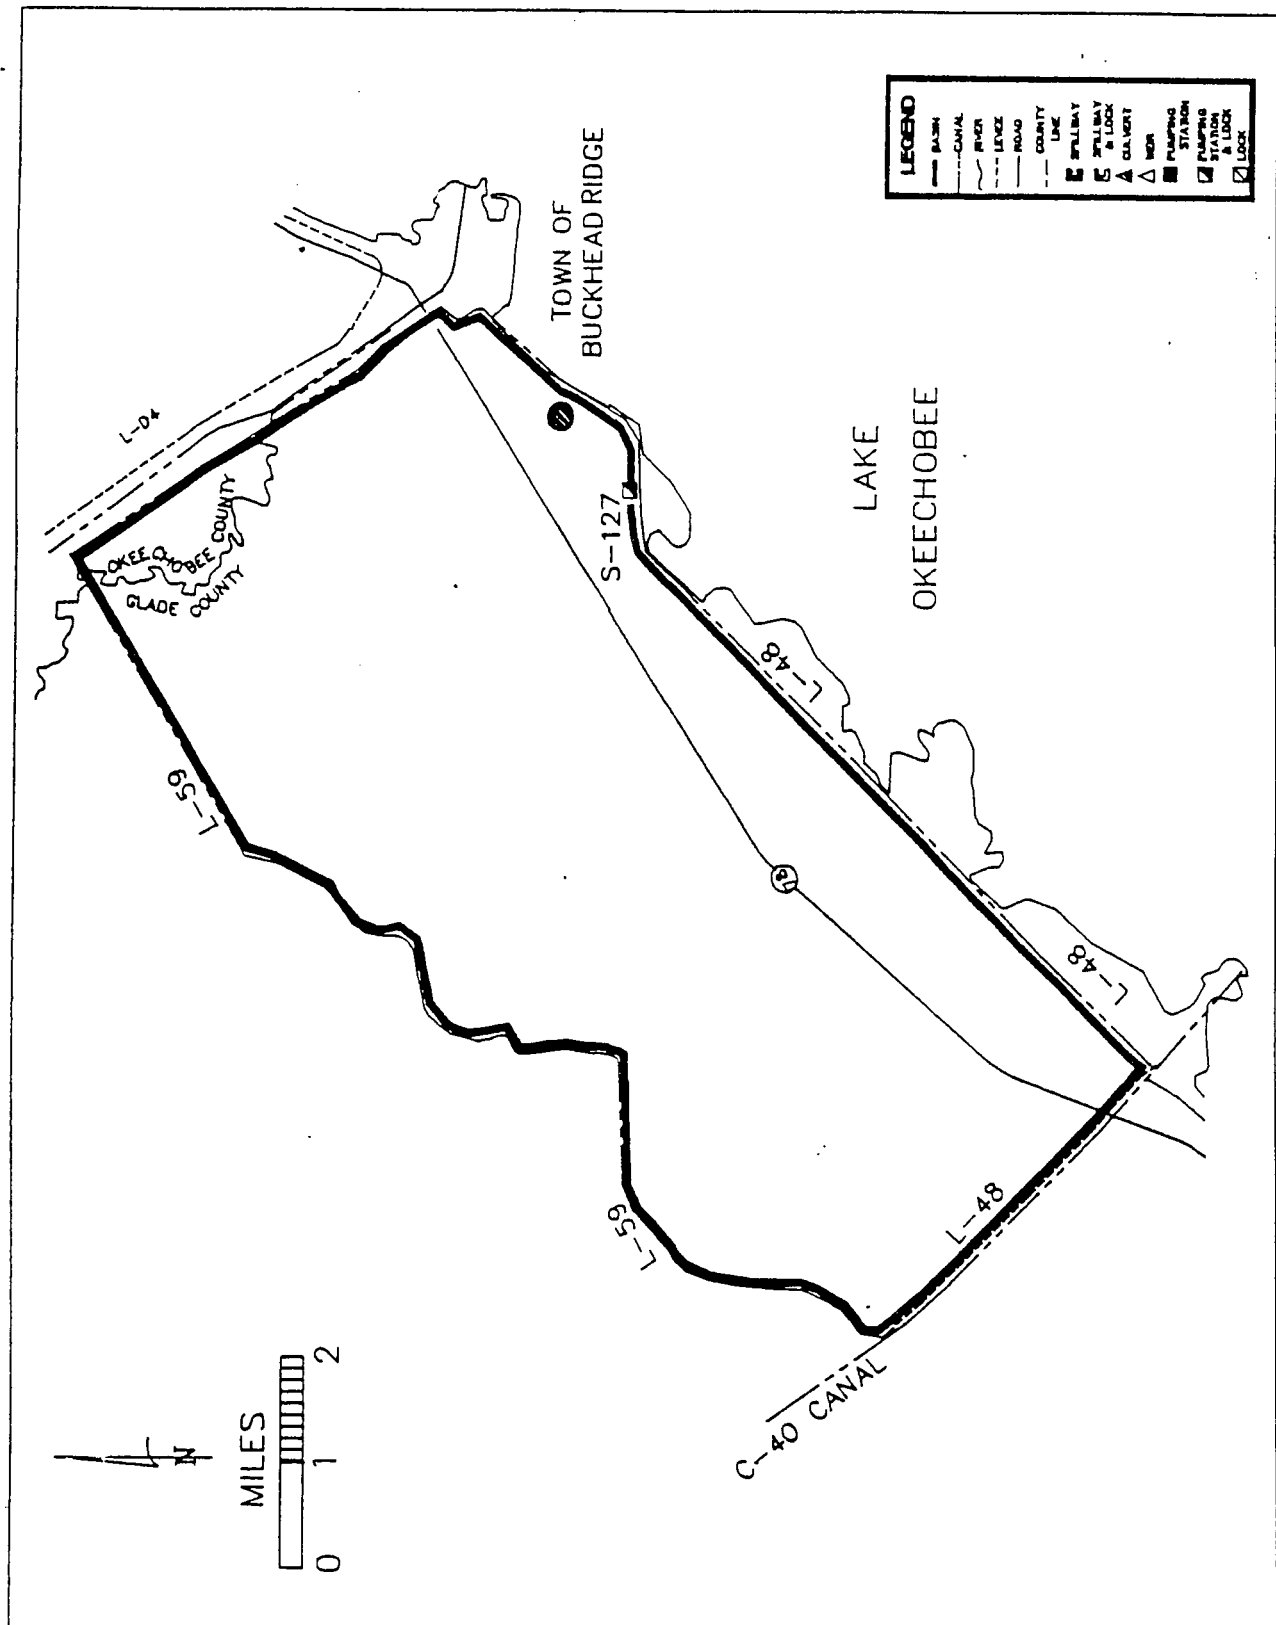 LEGEND
BASIN
CANAL
RIVER
LEVEE
ROAD
COUNTY
LINE
SPILLWAY
SPILLWAY
& LOCK
CULVERT
WEIR
PUMPING
STATION
PUMPING
STATION
& LOCK
LOCK
TOWN OF
BUCKHEAD RIDGE
L-D4
OKEECHOBEE COUNTY
GLADE COUNTY
S-127
LAKE
OKEECHOBEE
L-59
L-48
78
L-48
L-59
L-48
C-40 CANAL
N
MILES
0 1 2